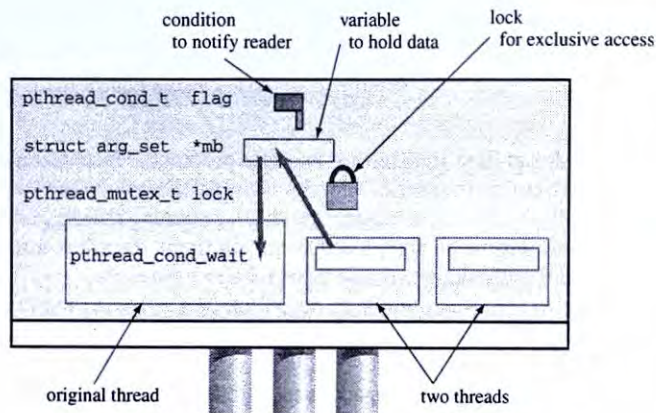 condition
to notify reader
variable
to hold data
lock
for exclusive access
pthread_cond_t flag
struct arg_set *mb
pthread_mutex_t lock
pthread_cond_wait
original thread
two threads